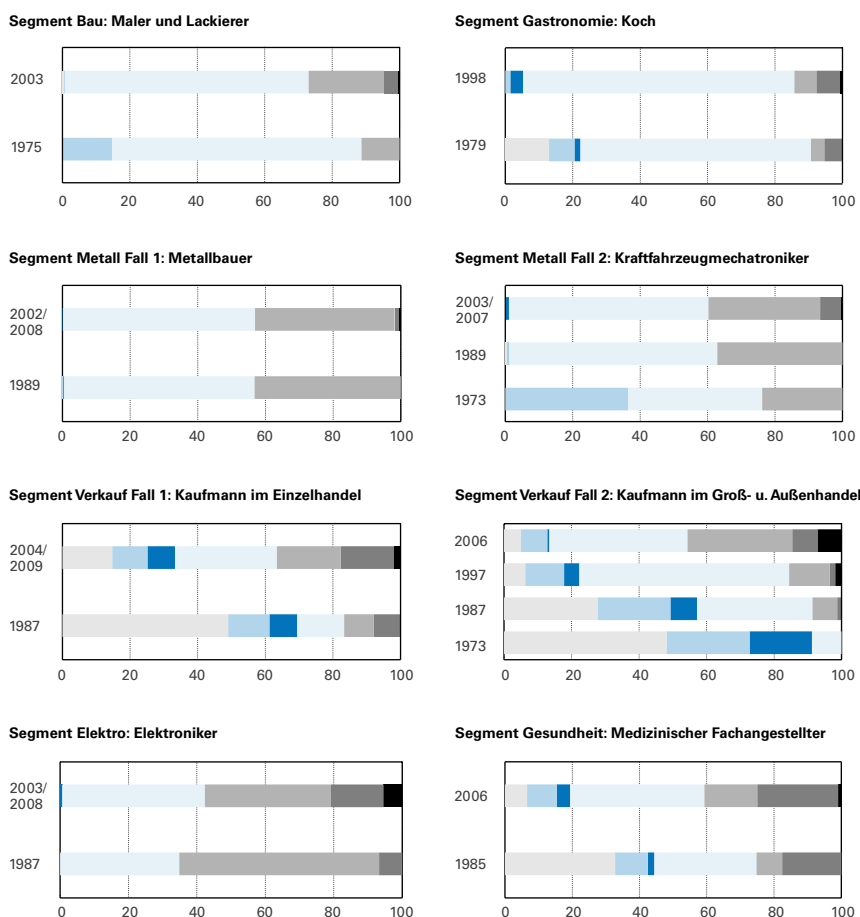 Segment Bau: Maler und Lackierer
2003
1975
0 20 40 60 80 100
Segment Gastronomie: Koch
1998
1979
0 20 40 60 80 100
Segment Metall Fall 1: Metallbauer
2002/
2008
1989
0 20 40 60 80 100
Segment Metall Fall 2: Kraftfahrzeugmechatroniker
2003/
2007
1989
1973
0 20 40 60 80 100
Segment Verkauf Fall 1: Kaufmann im Einzelhandel
2004/
2009
1987
0 20 40 60 80 100
Segment Verkauf Fall 2: Kaufmann im Groß- u. Außenhandel
2006
1997
1987
1973
0 20 40 60 80 100
Segment Elektro: Elektroniker
2003/
2008
1987
0 20 40 60 80 100
Segment Gesundheit: Medizinischer Fachangestellter
2006
1985
0 20 40 60 80 100